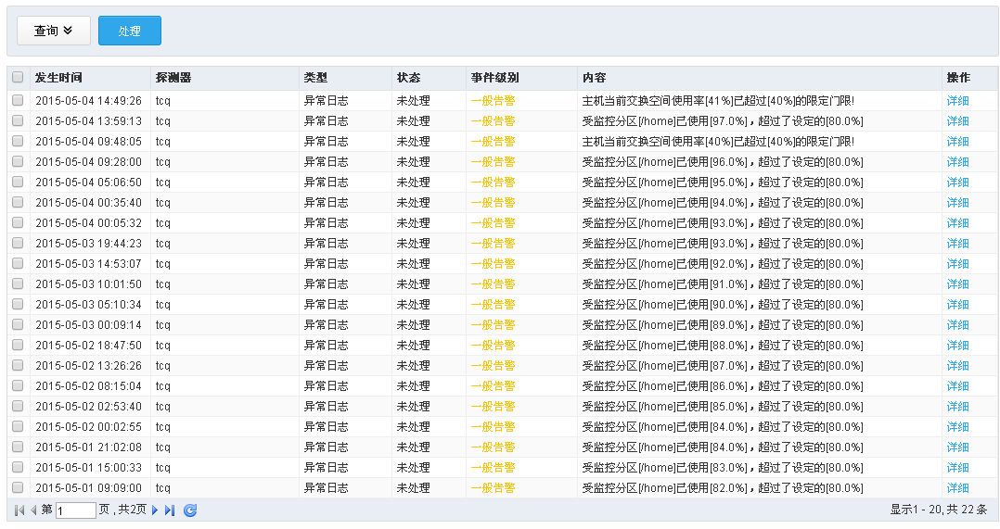 查询 处理
发生时间 探测器 类型 状态 事件级别 内容 操作
2015-05-04 14:49:26 tcq 异常日志 未处理 一般告警 主机当前交换空间使用率[41%]已超过[40%]的限定门限! 详细
2015-05-04 13:59:13 tcq 异常日志 未处理 一般告警 受监控分区[/home]已使用[97.0%]，超过了设定的[80.0%] 详细
2015-05-04 09:48:05 tcq 异常日志 未处理 一般告警 主机当前交换空间使用率[40%]已超过[40%]的限定门限! 详细
2015-05-04 09:28:00 tcq 异常日志 未处理 一般告警 受监控分区[/home]已使用[96.0%]，超过了设定的[80.0%] 详细
2015-05-04 05:06:50 tcq 异常日志 未处理 一般告警 受监控分区[/home]已使用[95.0%]，超过了设定的[80.0%] 详细
2015-05-04 00:35:40 tcq 异常日志 未处理 一般告警 受监控分区[/home]已使用[94.0%]，超过了设定的[80.0%] 详细
2015-05-04 00:05:32 tcq 异常日志 未处理 一般告警 受监控分区[/home]已使用[93.0%]，超过了设定的[80.0%] 详细
2015-05-03 19:44:23 tcq 异常日志 未处理 一般告警 受监控分区[/home]已使用[93.0%]，超过了设定的[80.0%] 详细
2015-05-03 14:53:07 tcq 异常日志 未处理 一般告警 受监控分区[/home]已使用[92.0%]，超过了设定的[80.0%] 详细
2015-05-03 10:01:50 tcq 异常日志 未处理 一般告警 受监控分区[/home]已使用[91.0%]，超过了设定的[80.0%] 详细
2015-05-03 05:10:34 tcq 异常日志 未处理 一般告警 受监控分区[/home]已使用[90.0%]，超过了设定的[80.0%] 详细
2015-05-03 00:09:14 tcq 异常日志 未处理 一般告警 受监控分区[/home]已使用[89.0%]，超过了设定的[80.0%] 详细
2015-05-02 18:47:50 tcq 异常日志 未处理 一般告警 受监控分区[/home]已使用[88.0%]，超过了设定的[80.0%] 详细
2015-05-02 13:26:26 tcq 异常日志 未处理 一般告警 受监控分区[/home]已使用[87.0%]，超过了设定的[80.0%] 详细
2015-05-02 08:15:04 tcq 异常日志 未处理 一般告警 受监控分区[/home]已使用[86.0%]，超过了设定的[80.0%] 详细
2015-05-02 02:53:40 tcq 异常日志 未处理 一般告警 受监控分区[/home]已使用[85.0%]，超过了设定的[80.0%] 详细
2015-05-02 00:02:55 tcq 异常日志 未处理 一般告警 受监控分区[/home]已使用[84.0%]，超过了设定的[80.0%] 详细
2015-05-01 21:02:08 tcq 异常日志 未处理 一般告警 受监控分区[/home]已使用[84.0%]，超过了设定的[80.0%] 详细
2015-05-01 15:00:33 tcq 异常日志 未处理 一般告警 受监控分区[/home]已使用[83.0%]，超过了设定的[80.0%] 详细
2015-05-01 09:09:00 tcq 异常日志 未处理 一般告警 受监控分区[/home]已使用[82.0%]，超过了设定的[80.0%] 详细
第 1 页 , 共2页 显示1 - 20, 共 22 条